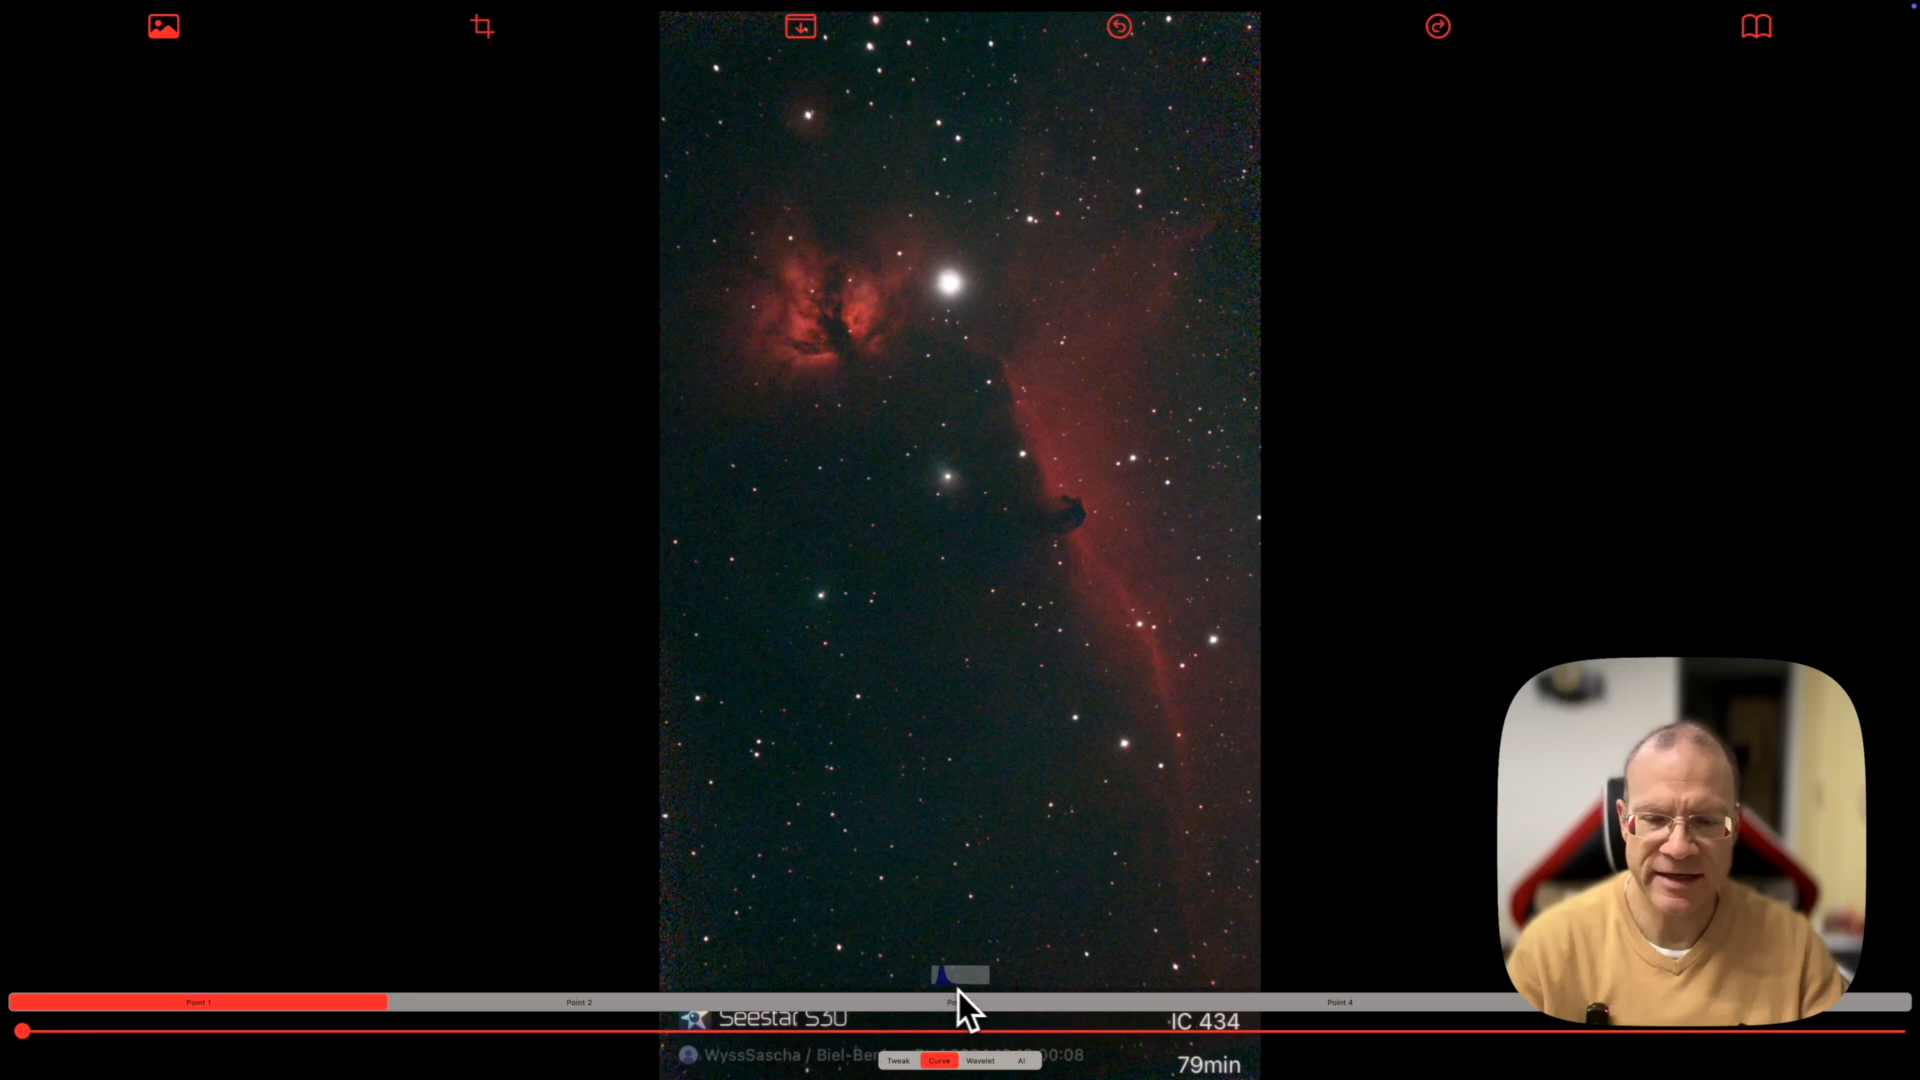 Point 1
Point 2
Point 4
Seestar S30
IC 434
WyssSascha / Biel-
00:08
79min
Tweak
Curve
Wavelet
AI